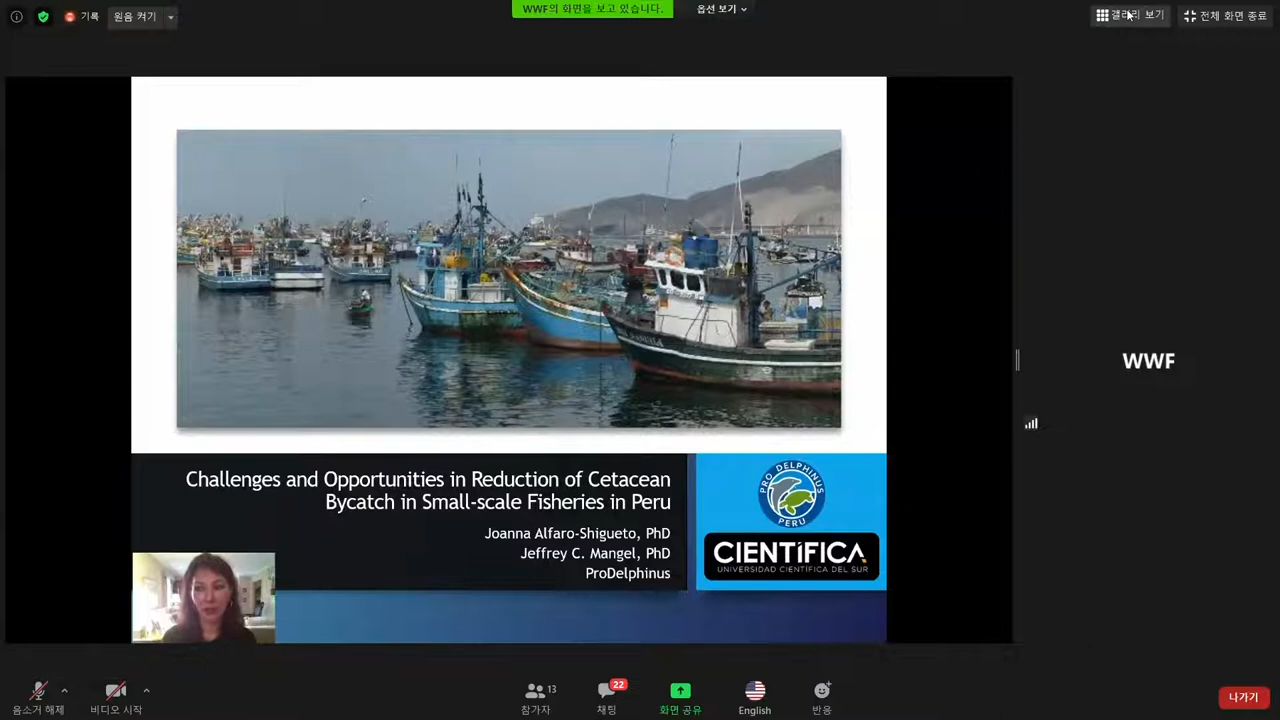 기록
원음 켜기
WWF의 화면을 보고 있습니다.
옵션 보기
갤러리 보기
전체 화면 종료
WWF
Challenges and Opportunities in Reduction of Cetacean
Bycatch in Small-scale Fisheries in Peru
Joanna Alfaro-Shigueto, PhD
Jeffrey C. Mangel, PhD
ProDelphinus
PRO DELPHINUS
PERU
CIENTÍFICA
UNIVERSIDAD CIENTÍFICA DEL SUR
음소거 해제
비디오 시작
13
참가자
22
채팅
화면 공유
English
반응
나가기